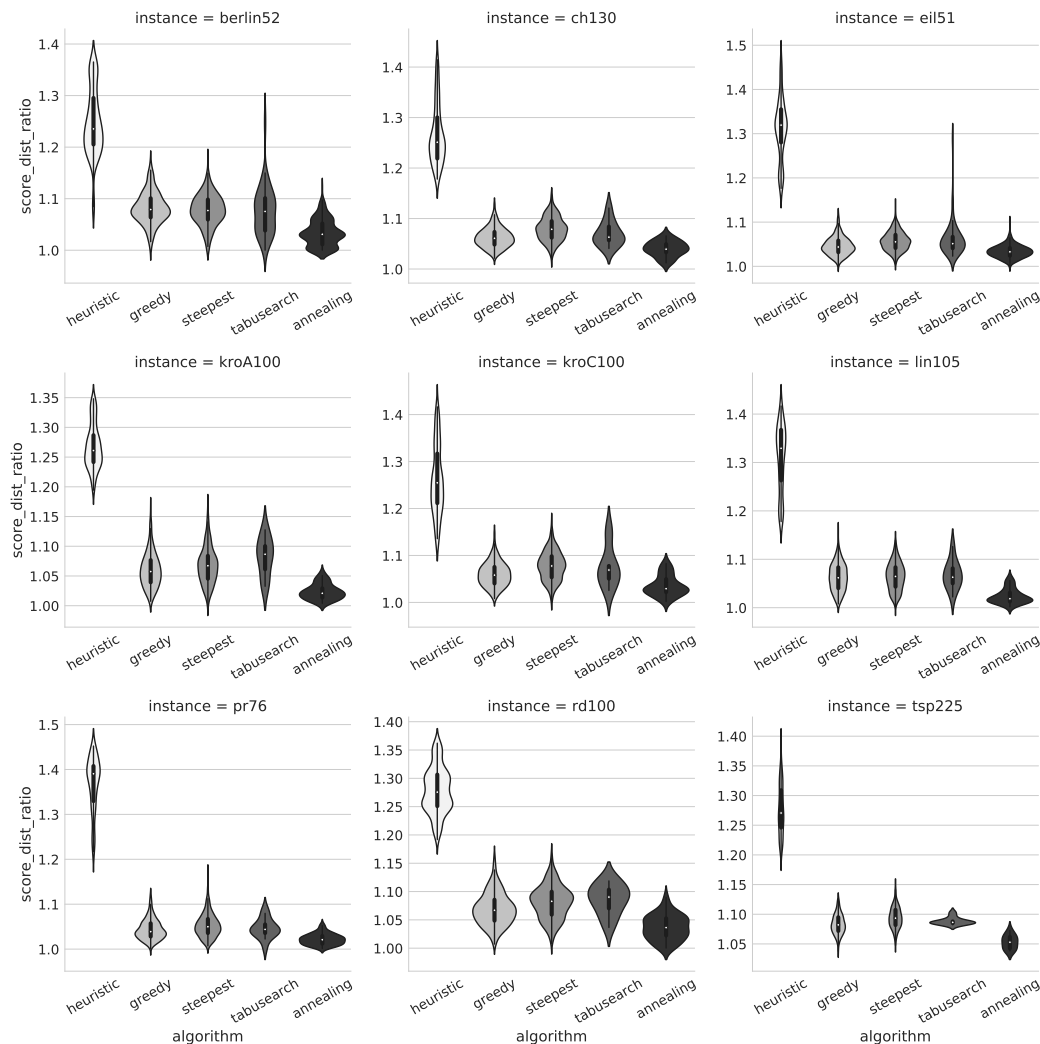 instance = berlin52
instance = ch130
instance = eil51
score_dist_ratio
1.4
1.3
1.2
1.1
1.0
1.4
1.3
1.2
1.1
1.0
1.5
1.4
1.3
1.2
1.1
1.0
heuristic greedy steepest tabusearch annealing
heuristic greedy steepest tabusearch annealing
heuristic greedy steepest tabusearch annealing
instance = kroA100
instance = kroC100
instance = lin105
score_dist_ratio
1.35
1.30
1.25
1.20
1.15
1.10
1.05
1.00
1.4
1.3
1.2
1.1
1.0
1.4
1.3
1.2
1.1
1.0
heuristic greedy steepest tabusearch annealing
heuristic greedy steepest tabusearch annealing
heuristic greedy steepest tabusearch annealing
instance = pr76
instance = rd100
instance = tsp225
score_dist_ratio
1.5
1.4
1.3
1.2
1.1
1.0
1.40
1.35
1.30
1.25
1.20
1.15
1.10
1.05
1.00
1.40
1.35
1.30
1.25
1.20
1.15
1.10
1.05
heuristic greedy steepest tabusearch annealing
heuristic greedy steepest tabusearch annealing
heuristic greedy steepest tabusearch annealing
algorithm
algorithm
algorithm